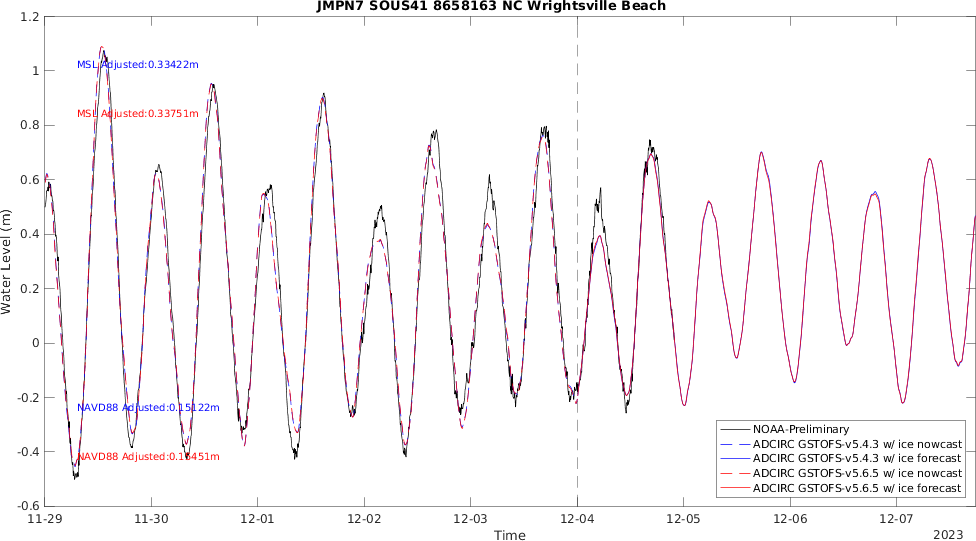 JMPN7 SOUS41 8658163 NC Wrightsville Beach
1.2
1
0.8
0.6
0.4
0.2
0
-0.2
-0.4
-0.6
Water Level (m)
MSL Adjusted:0.33422m
MSL Adjusted:0.33751m
NAVD88 Adjusted:0.15122m
NAVD88 Adjusted:0.15451m
NOAA-Preliminary
ADCIRC GSTOFS-v5.4.3 w/ ice nowcast
ADCIRC GSTOFS-v5.4.3 w/ ice forecast
ADCIRC GSTOFS-v5.6.5 w/ ice nowcast
ADCIRC GSTOFS-v5.6.5 w/ ice forecast
11-29 11-30 12-01 12-02 12-03 12-04 12-05 12-06 12-07
Time
2023